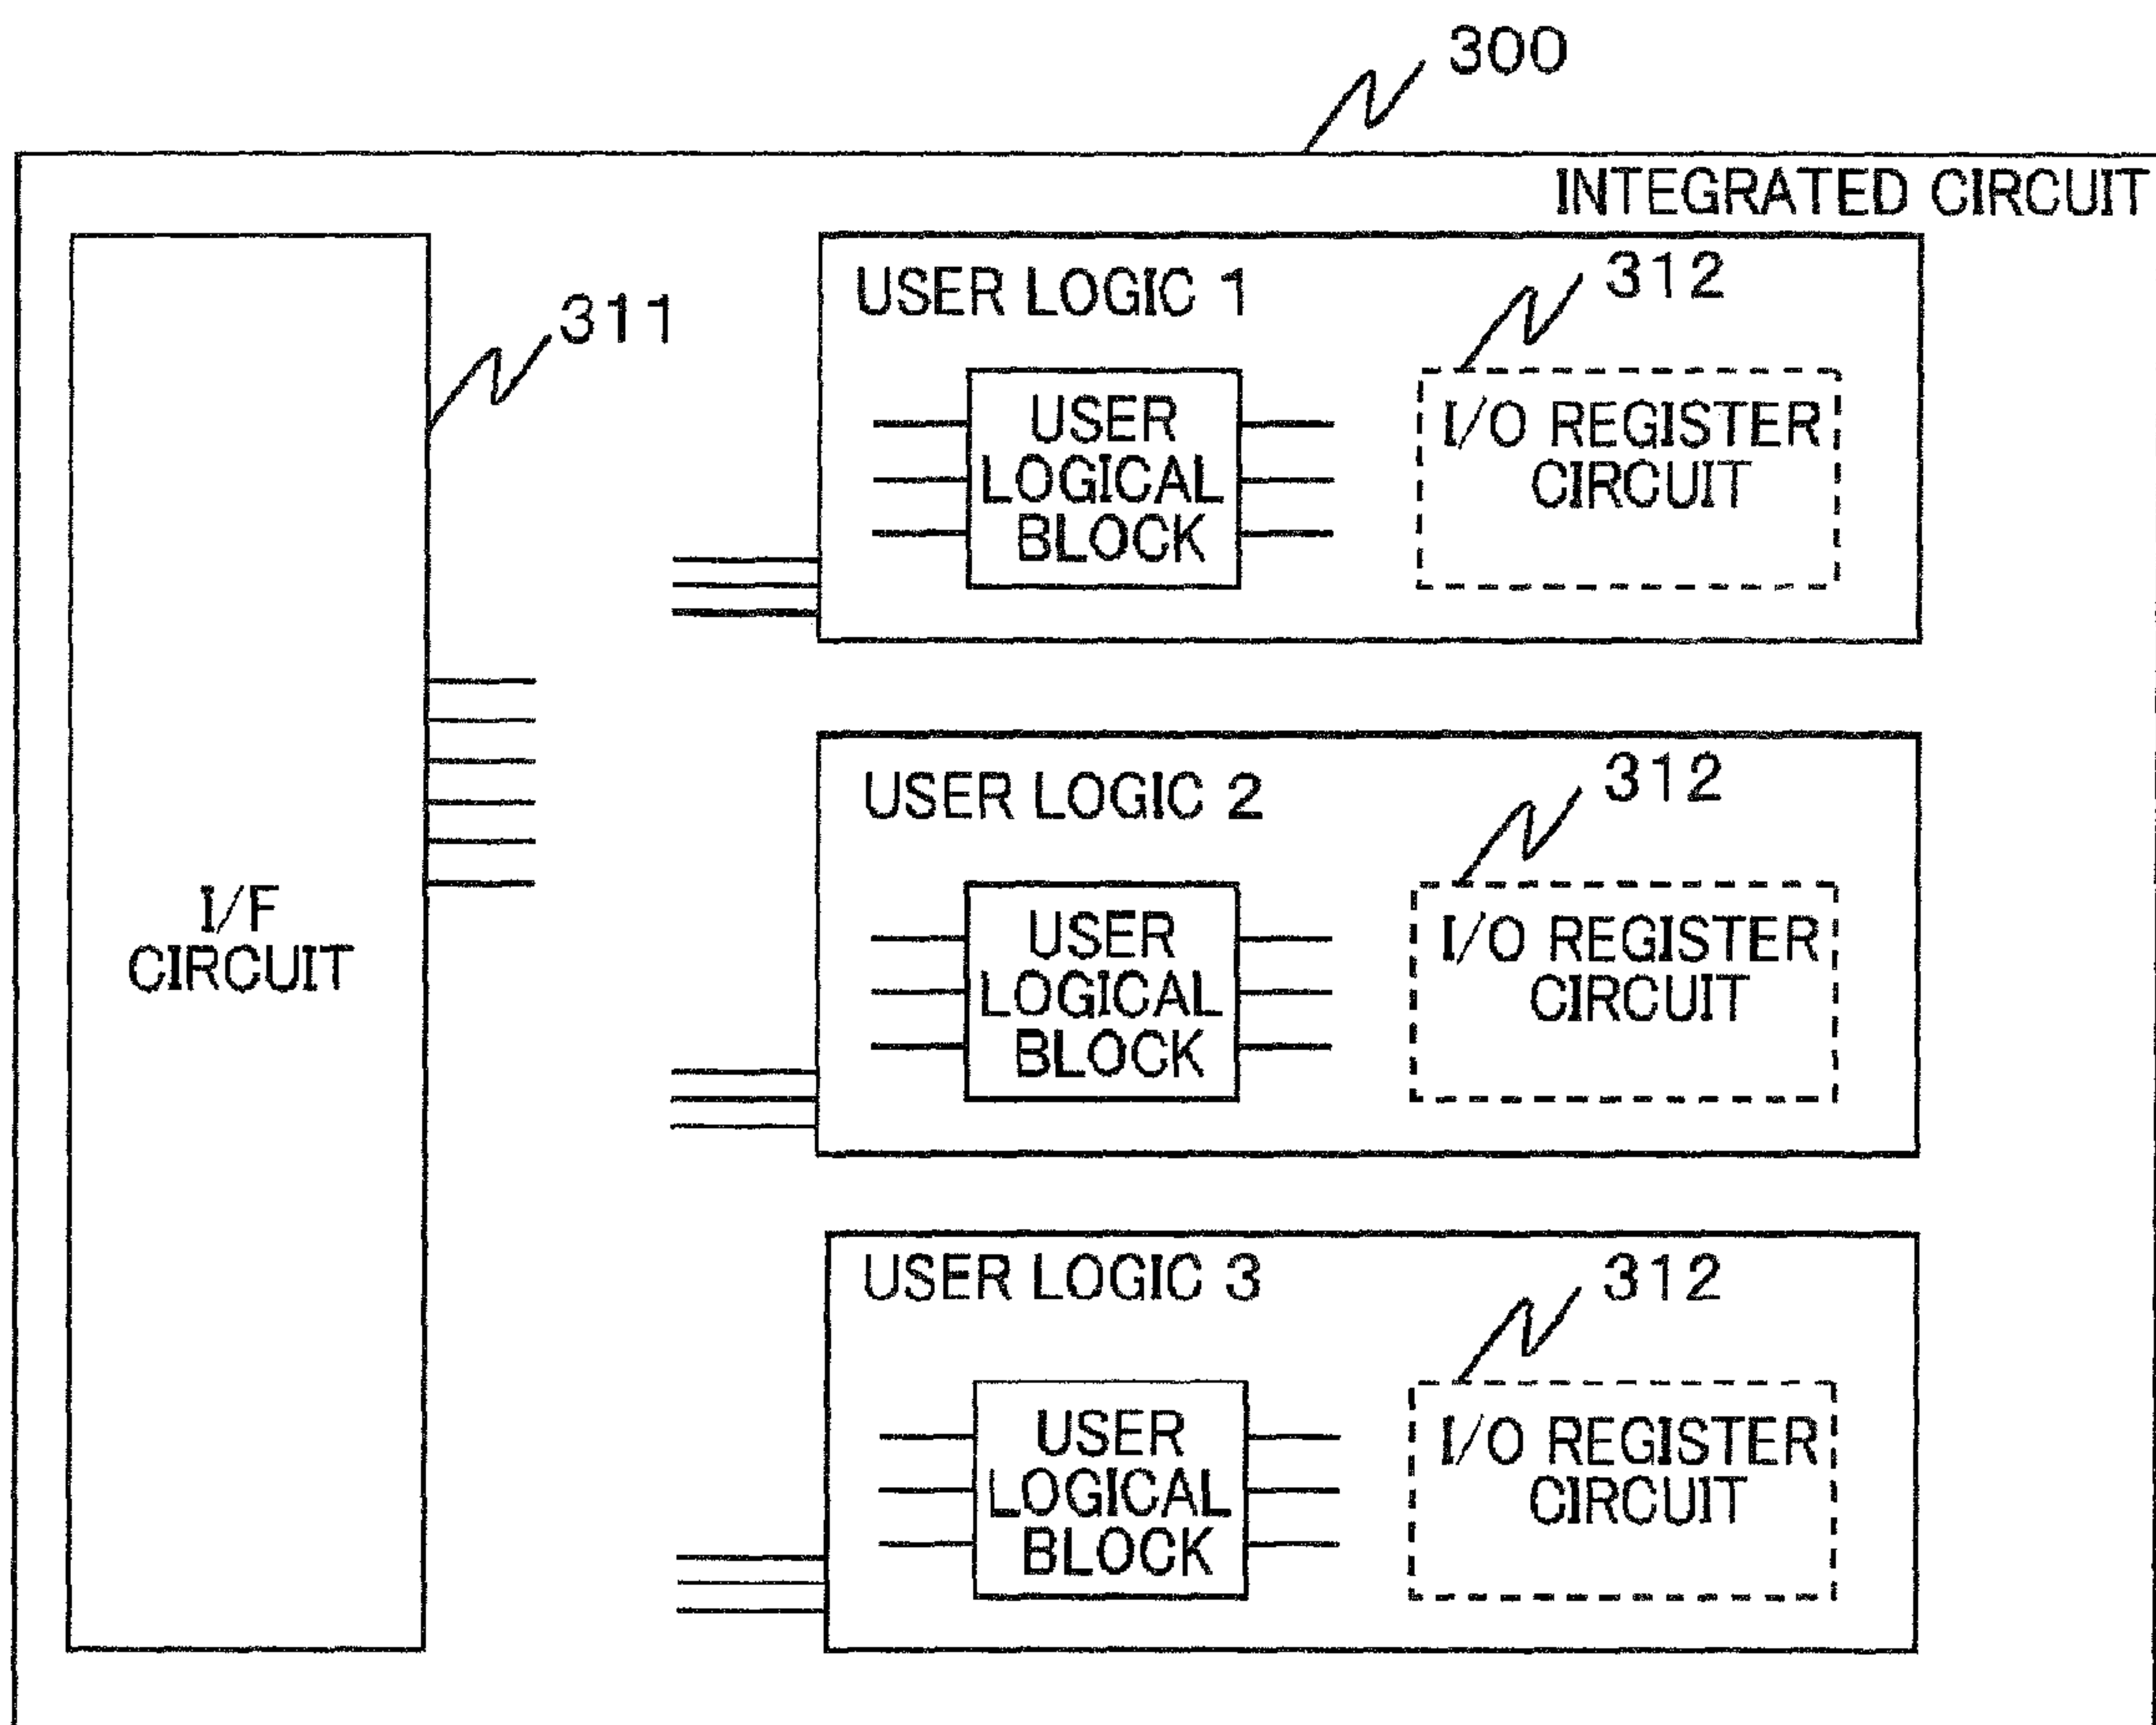 300
INTEGRATED CIRCUIT
311
I/F
CIRCUIT
USER LOGIC 1
312
USER
LOGICAL
BLOCK
I/O REGISTER
CIRCUIT
USER LOGIC 2
312
USER
LOGICAL
BLOCK
I/O REGISTER
CIRCUIT
USER LOGIC 3
312
USER
LOGICAL
BLOCK
I/O REGISTER
CIRCUIT